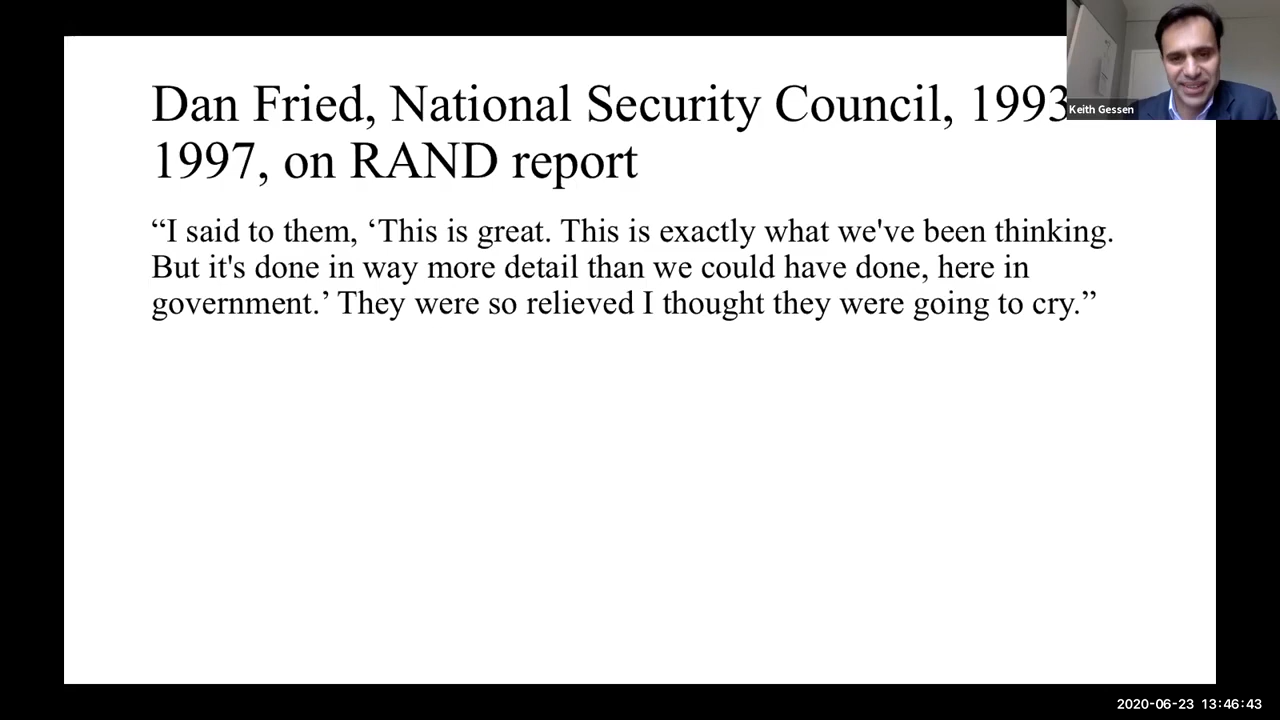 Dan Fried, National Security Council, 1993
1997, on RAND report
“I said to them, ‘This is great. This is exactly what we've been thinking.
But it's done in way more detail than we could have done, here in
government.’ They were so relieved I thought they were going to cry.”
Keith Gessen
2020-06-23 13:46:43